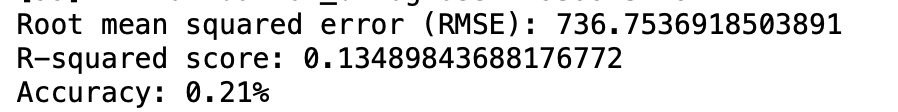 Root mean squared error (RMSE): 736.7536918503891
R-squared score: 0.13489843688176772
Accuracy: 0.21%